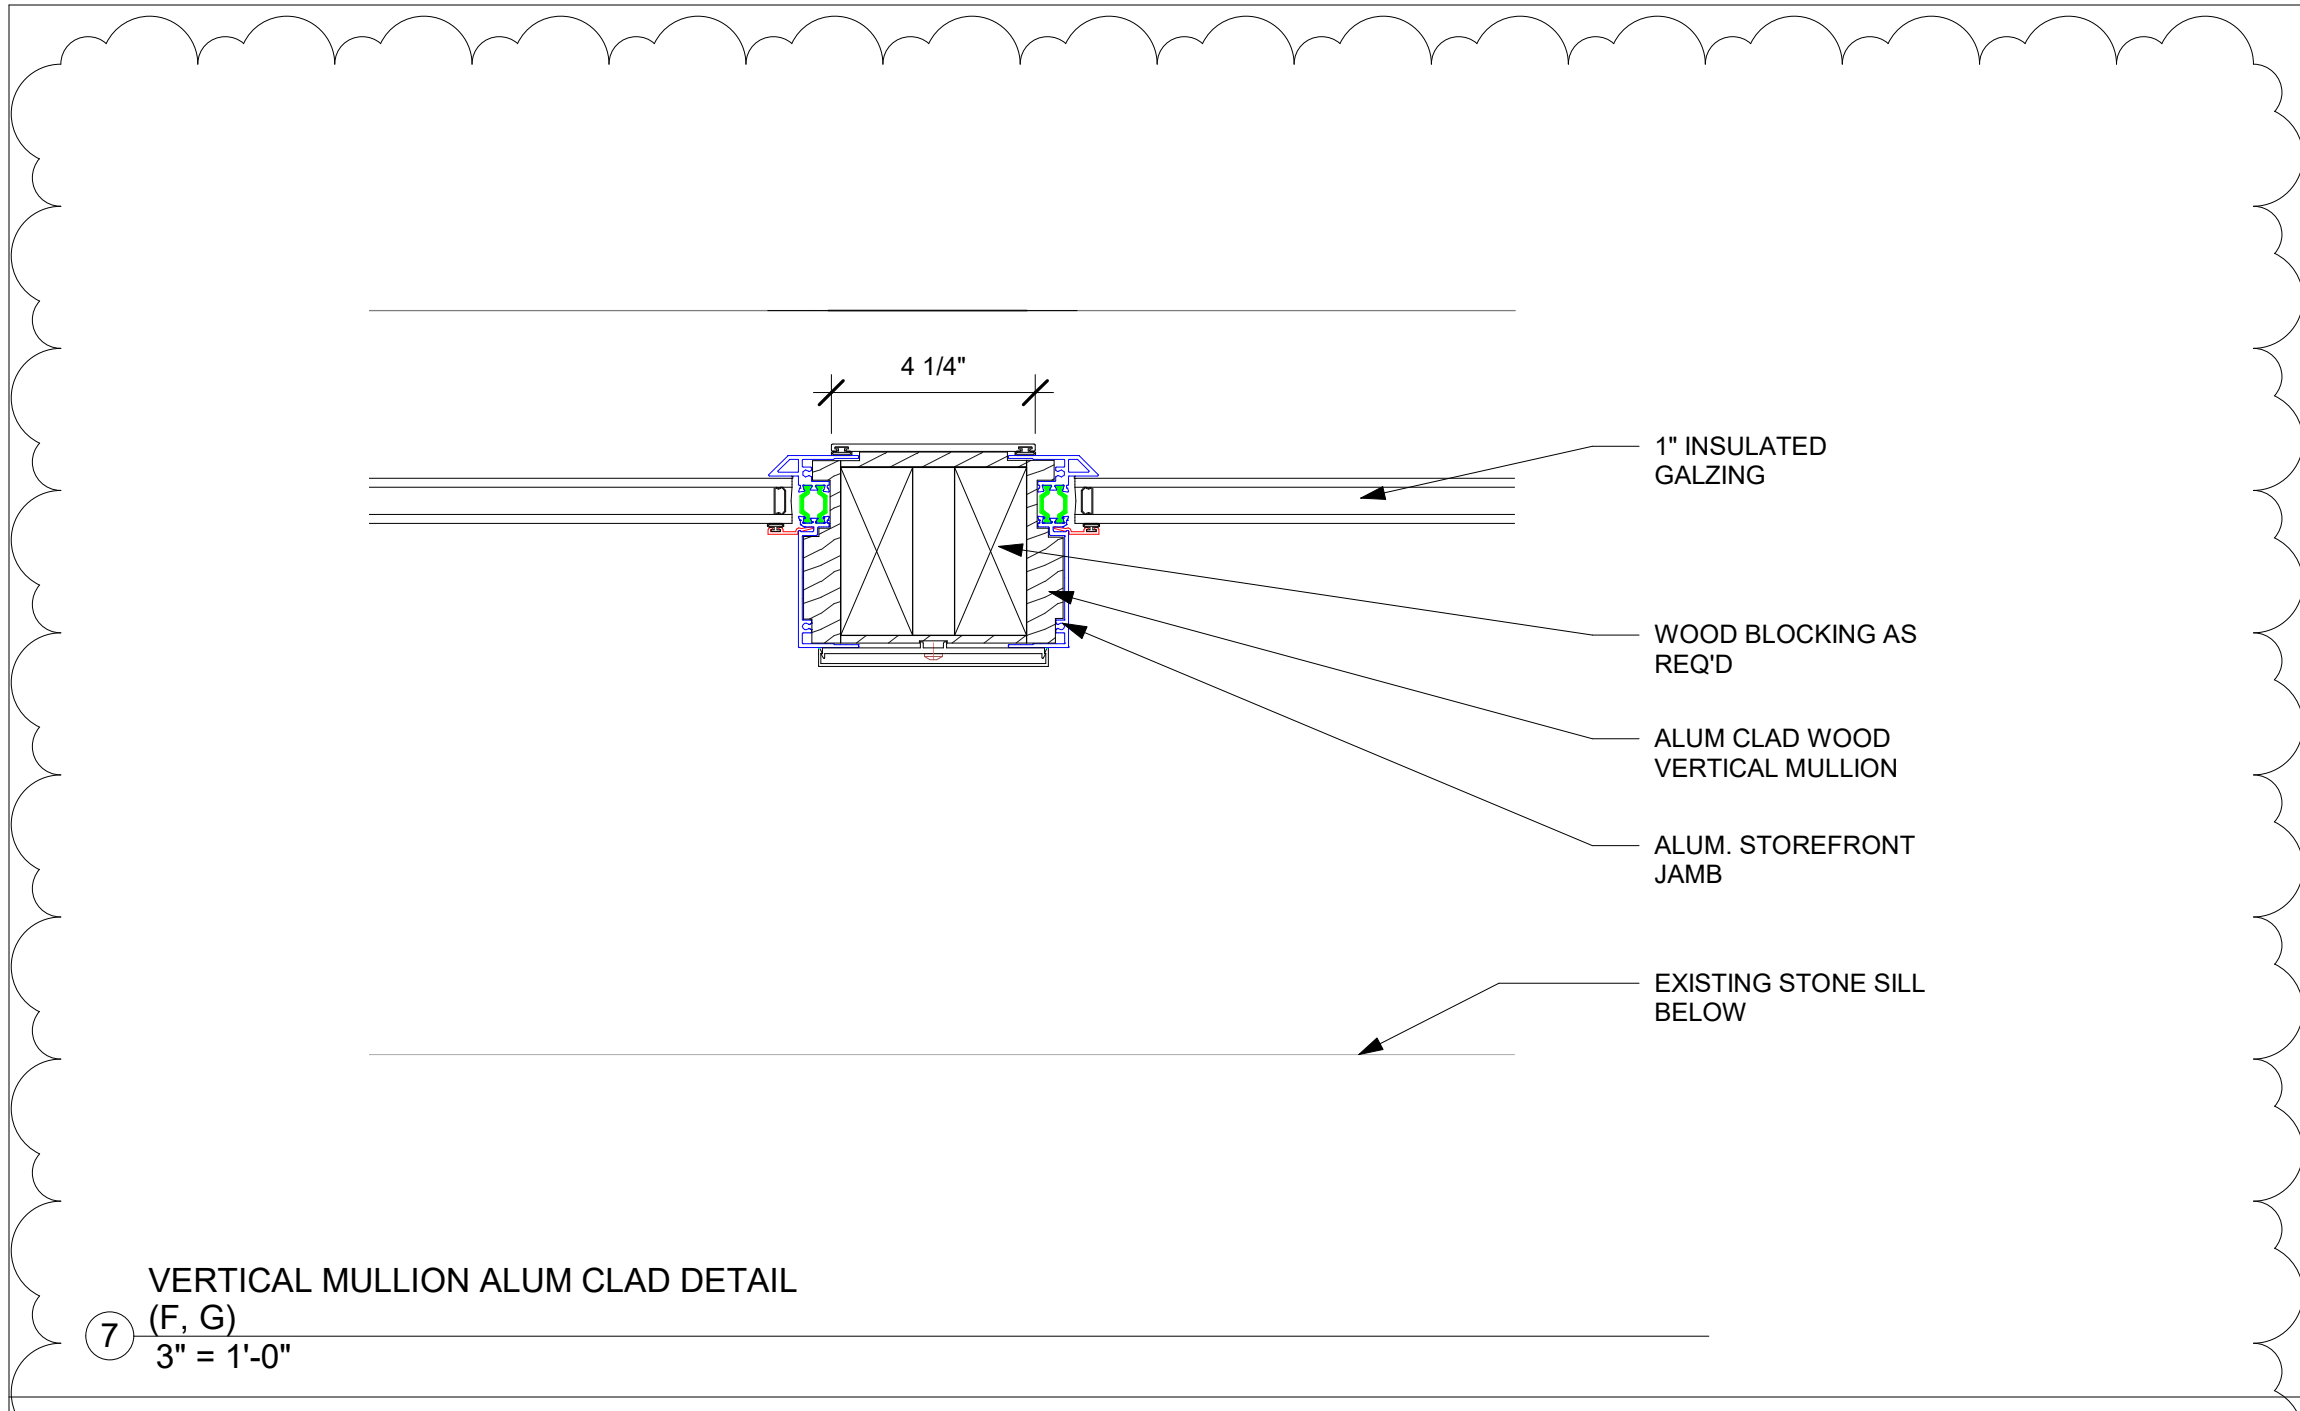 4 1/4"
1" INSULATED
GALZING
WOOD BLOCKING AS
REQ'D
ALUM CLAD WOOD
VERTICAL MULLION
ALUM. STOREFRONT
JAMB
EXISTING STONE SILL
BELOW
VERTICAL MULLION ALUM CLAD DETAIL
(F, G)
7
3" = 1'-0"